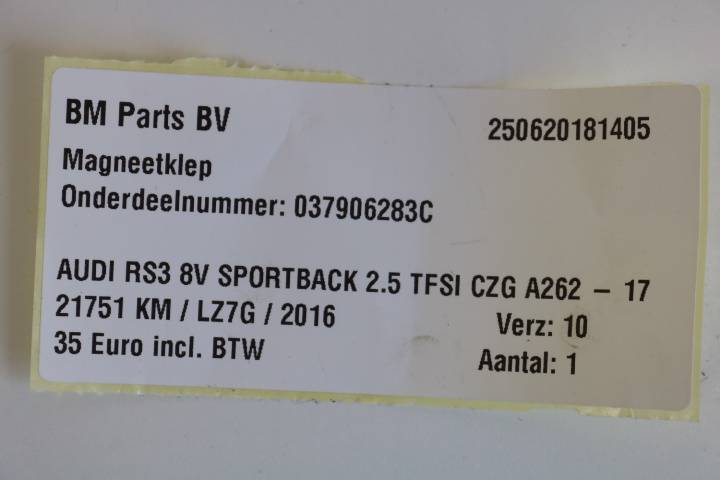 BM Parts BV 250620181405
Magneetklep
Onderdeelnummer: 037906283C
AUDI RS3 8V SPORTBACK 2.5 TFSI CZG A262 – 17
21751 KM / LZ7G / 2016 Verz: 10
35 Euro incl. BTW Aantal: 1